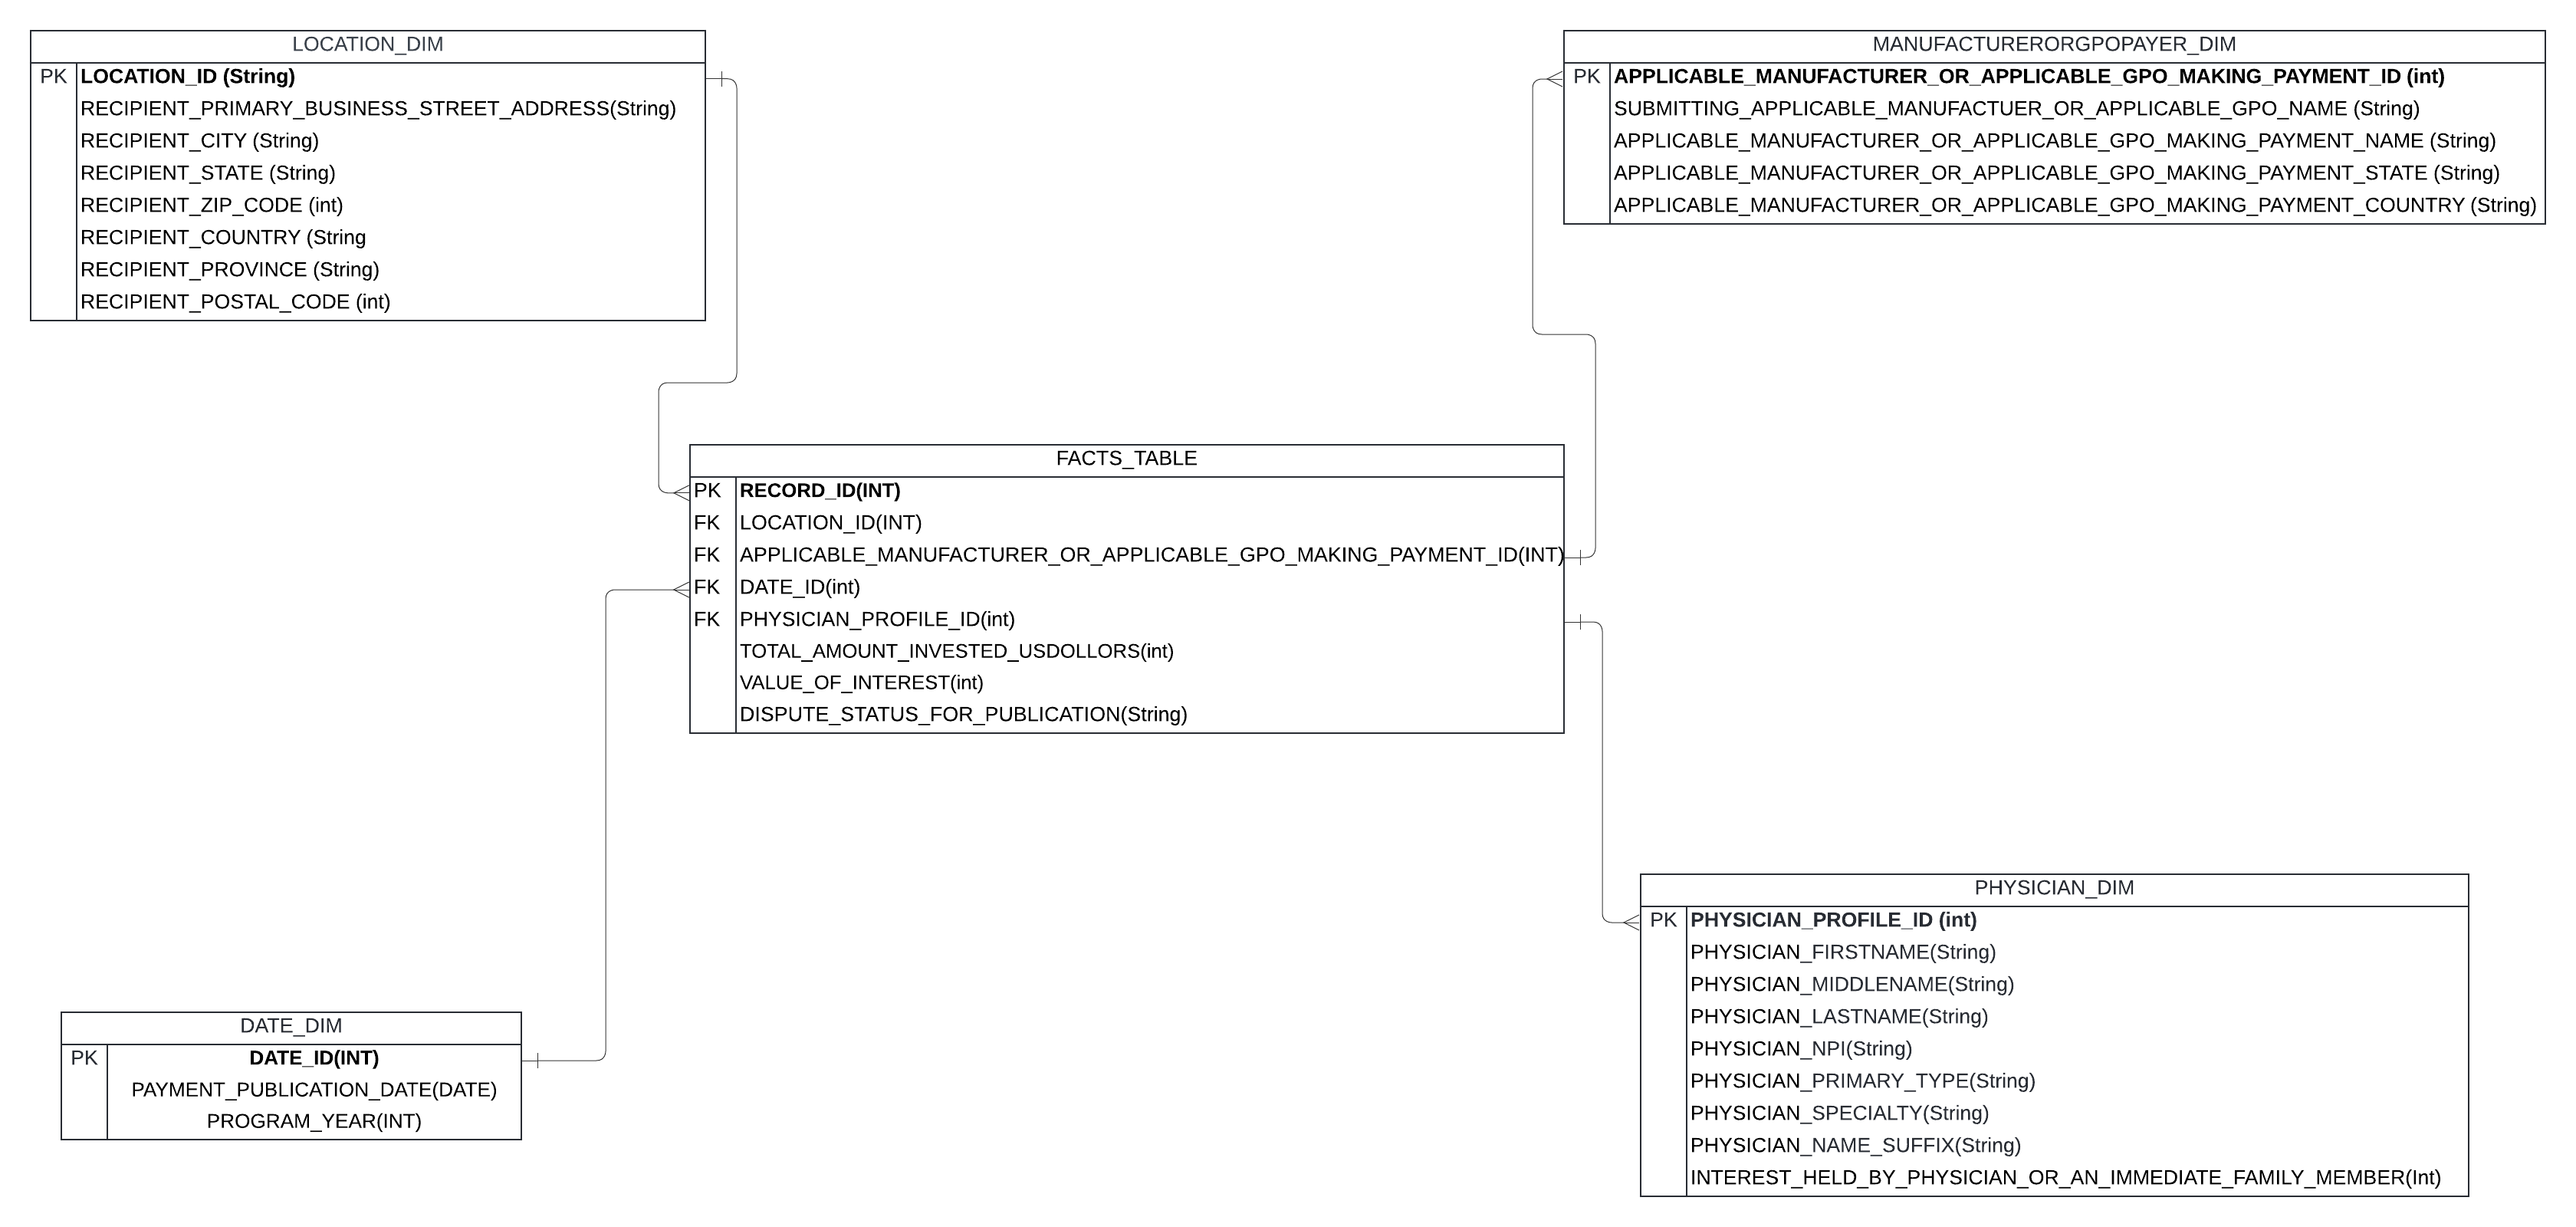 LOCATION_DIM
PK LOCATION_ID (String)
RECIPIENT_PRIMARY_BUSINESS_STREET_ADDRESS(String)
RECIPIENT_CITY (String)
RECIPIENT_STATE (String)
RECIPIENT_ZIP_CODE (int)
RECIPIENT_COUNTRY (String
RECIPIENT_PROVINCE (String)
RECIPIENT_POSTAL_CODE (int)
MANUFACTURERORGPOPAYER_DIM
PK APPLICABLE_MANUFACTURER_OR_APPLICABLE_GPO_MAKING_PAYMENT_ID (int)
SUBMITTING_APPLICABLE_MANUFACTUER_OR_APPLICABLE_GPO_NAME (String)
APPLICABLE_MANUFACTURER_OR_APPLICABLE_GPO_MAKING_PAYMENT_NAME (String)
APPLICABLE_MANUFACTURER_OR_APPLICABLE_GPO_MAKING_PAYMENT_STATE (String)
APPLICABLE_MANUFACTURER_OR_APPLICABLE_GPO_MAKING_PAYMENT_COUNTRY (String)
FACTS_TABLE
PK RECORD_ID(INT)
FK LOCATION_ID(INT)
FK APPLICABLE_MANUFACTURER_OR_APPLICABLE_GPO_MAKING_PAYMENT_ID(INT)
FK DATE_ID(int)
FK PHYSICIAN_PROFILE_ID(int)
TOTAL_AMOUNT_INVESTED_USDOLLORS(int)
VALUE_OF_INTEREST(int)
DISPUTE_STATUS_FOR_PUBLICATION(String)
DATE_DIM
PK DATE_ID(INT)
PAYMENT_PUBLICATION_DATE(DATE)
PROGRAM_YEAR(INT)
PHYSICIAN_DIM
PK PHYSICIAN_PROFILE_ID (int)
PHYSICIAN_FIRSTNAME(String)
PHYSICIAN_MIDDLENAME(String)
PHYSICIAN_LASTNAME(String)
PHYSICIAN_NPI(String)
PHYSICIAN_PRIMARY_TYPE(String)
PHYSICIAN_SPECIALTY(String)
PHYSICIAN_NAME_SUFFIX(String)
INTEREST_HELD_BY_PHYSICIAN_OR_AN_IMMEDIATE_FAMILY_MEMBER(Int)